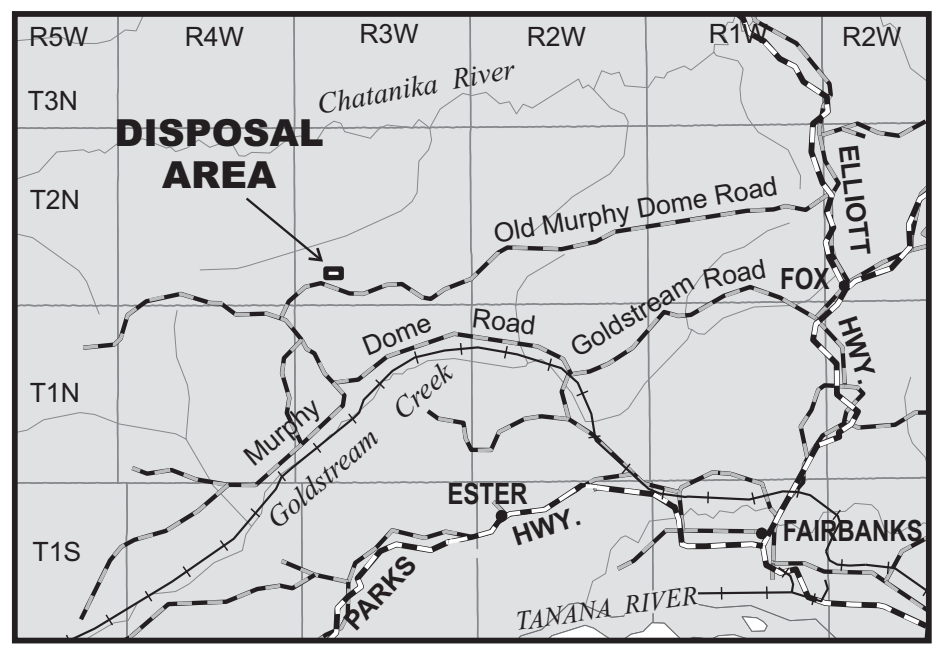 R5W R4W R3W R2W R1W R2W
Chatanika River
T3N
DISPOSAL
AREA
ELLIOTT
T2N
Old Murphy Dome Road
FOX
Goldstream Road
Dome Road
HWY.
T1N
Creek
Murphy
Goldstream
ESTER
HWY.
FAIRBANKS
T1S
PARKS
TANANA RIVER